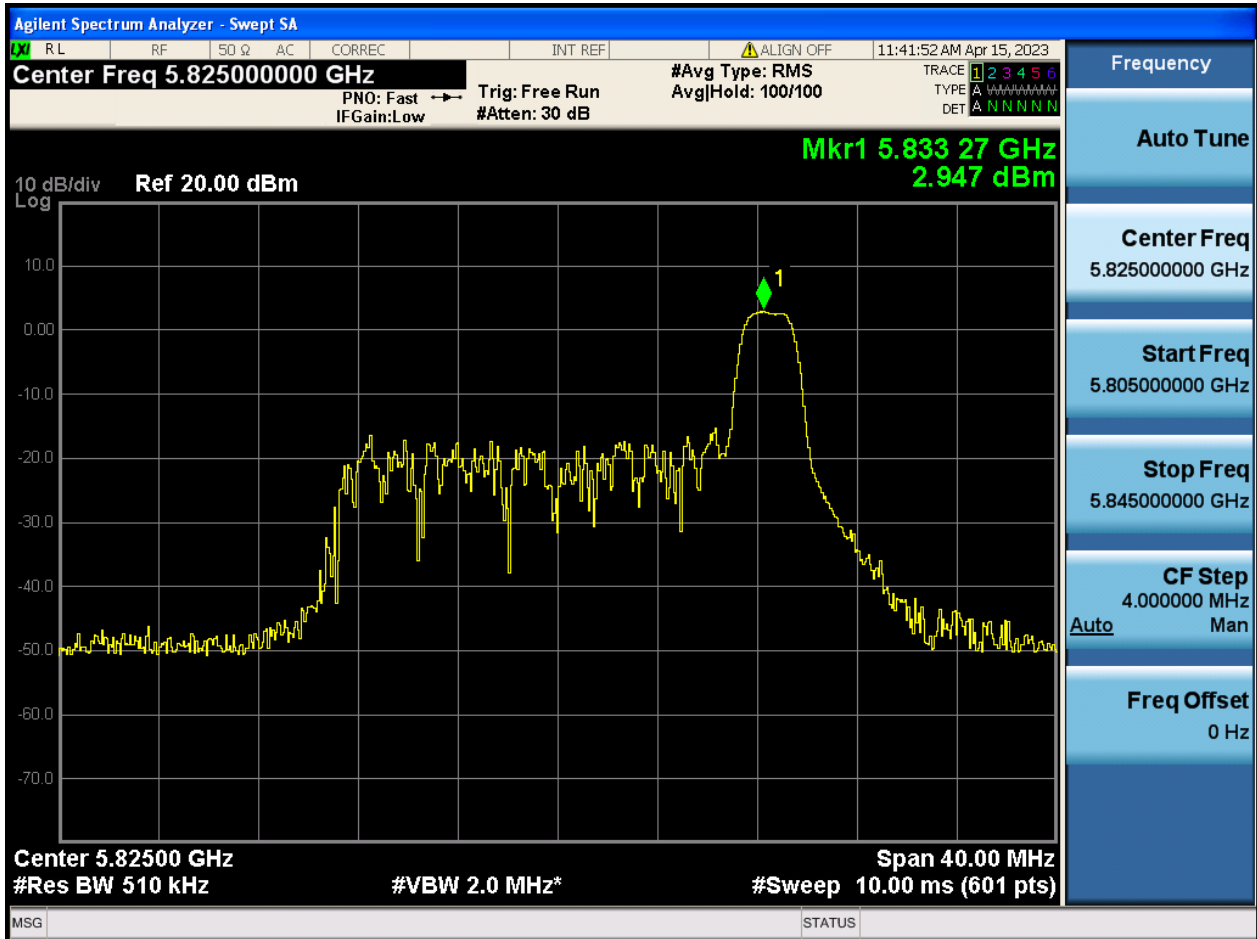 Agilent Spectrum Analyzer - Swept SA
LXI RL RF 50 Ω AC CORREC INT REF ALIGN OFF 11:41:52 AM Apr 15, 2023
Center Freq 5.825000000 GHz
PNO: Fast
IFGain:Low
Trig: Free Run
#Atten: 30 dB
#Avg Type: RMS
Avg|Hold: 100/100
TRACE 1 2 3 4 5 6
TYPE A WWWWW
DET A N N N N N
Mkr1 5.833 27 GHz
2.947 dBm
10 dB/div Ref 20.00 dBm
Log
10.0
0.00
-10.0
-20.0
-30.0
-40.0
-50.0
-60.0
-70.0
1
Center 5.82500 GHz
Span 40.00 MHz
#Res BW 510 kHz
#VBW 2.0 MHz*
#Sweep 10.00 ms (601 pts)
MSG
STATUS
Frequency
Auto Tune
Center Freq
5.825000000 GHz
Start Freq
5.805000000 GHz
Stop Freq
5.845000000 GHz
CF Step
4.000000 MHz
Auto Man
Freq Offset
0 Hz